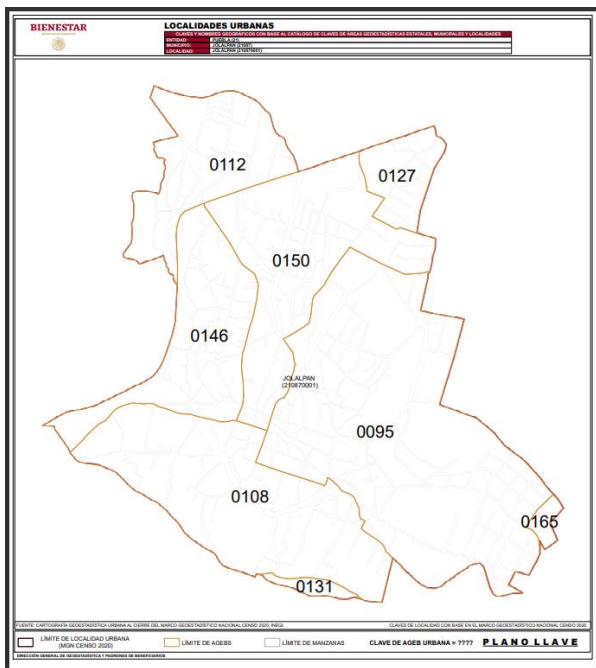 BIENESTAR
LOCALIDADES URBANAS
CLAVES Y NOMBRES GEOGRÁFICOS CON BASE AL CATÁLOGO DE CLAVES DE ÁREAS GEOESTADÍSTICAS ESTATALES, MUNICIPALES Y LOCALIDADES
ENTIDAD: PUEBLA (21)
MUNICIPIO: JOLALPAN (21087)
LOCALIDAD: JOLALPAN (210870001)
0112
0127
0150
0146
JOLALPAN
(210870001)
0095
0108
0165
0131
FUENTE: CARTOGRAFÍA GEOESTADÍSTICA URBANA AL CIERRE DEL MARCO GEOESTADÍSTICO NACIONAL CENSO 2020, INEGI.
CLAVES DE LOCALIDAD CON BASE EN EL MARCO GEOESTADÍSTICO NACIONAL CENSO 2020.
LÍMITE DE LOCALIDAD URBANA
(MGN CENSO 2020)
LÍMITE DE AGEBS
LÍMITE DE MANZANAS
CLAVE DE AGEB URBANA = ????
PLANO LLAVE
DIRECCIÓN GENERAL DE GEOESTADÍSTICA Y PADRONES DE BENEFICIARIOS